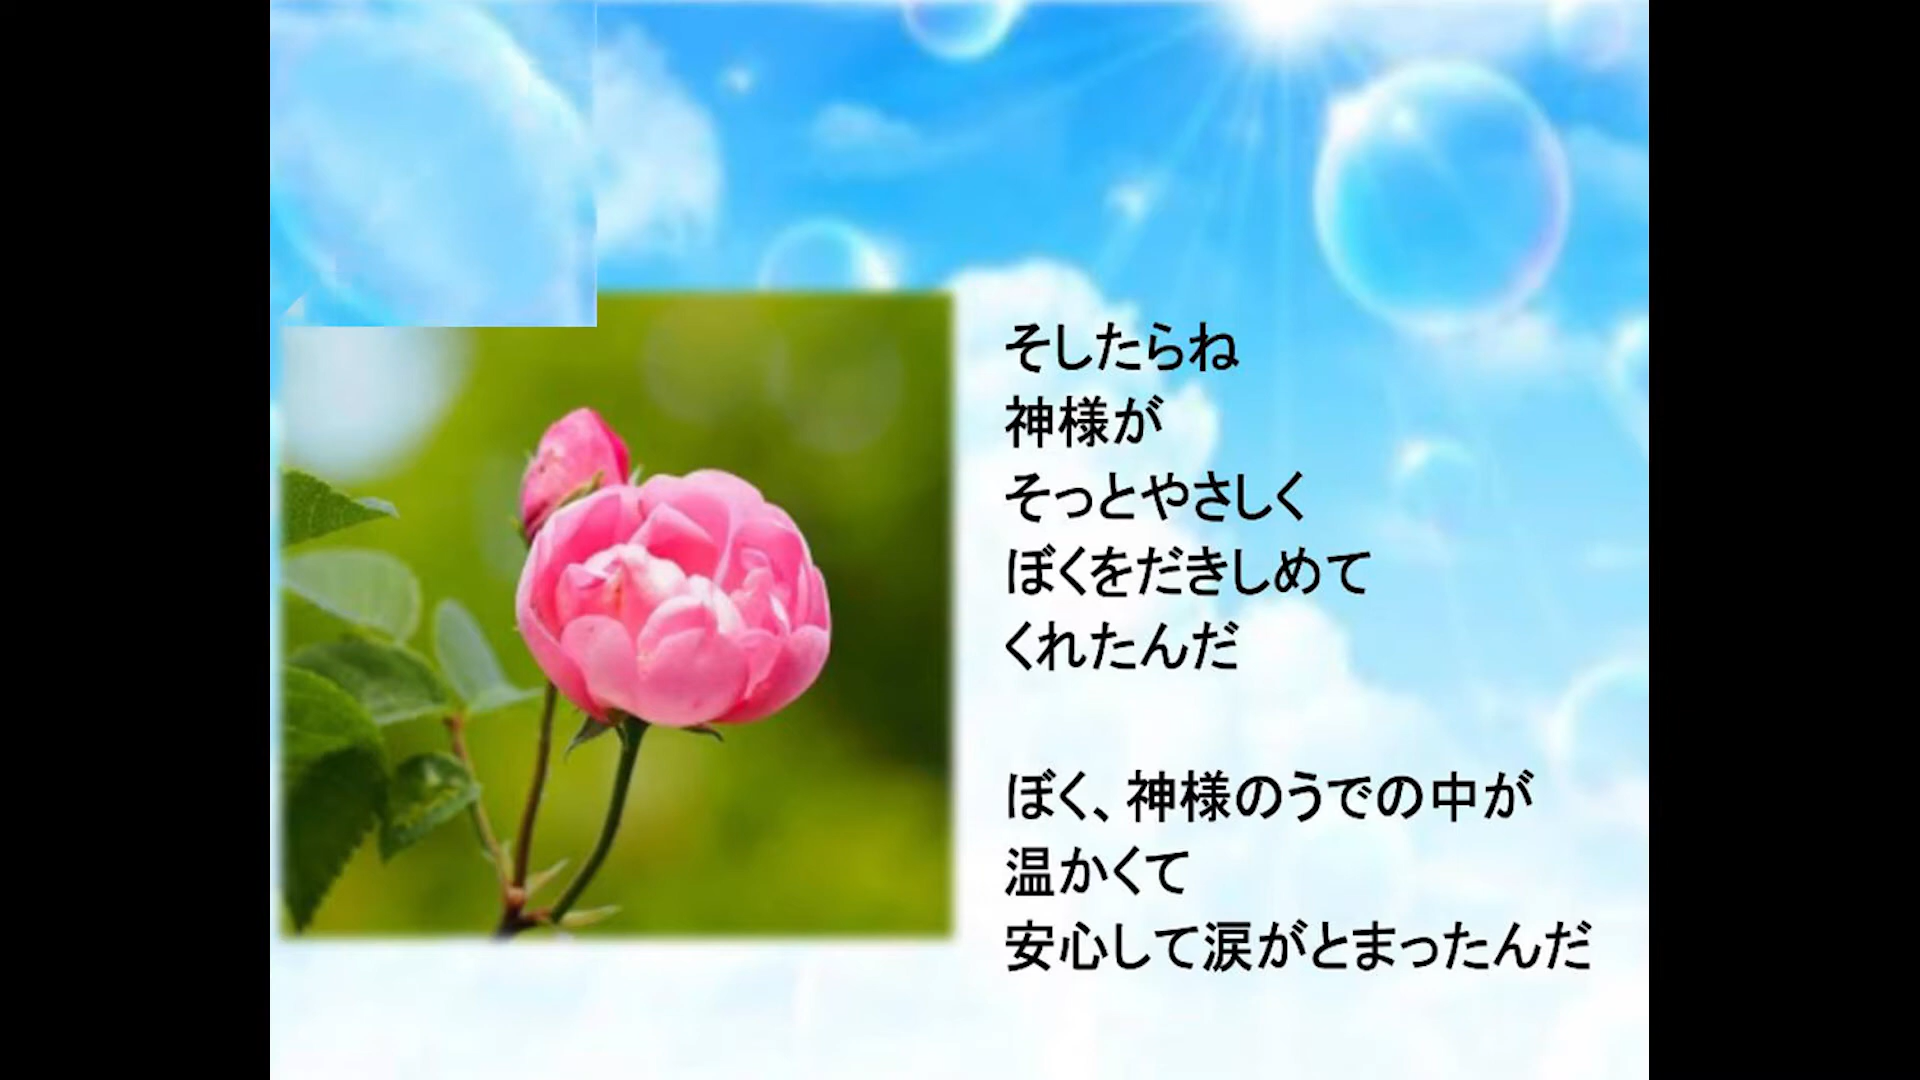 そしたらね
神様が
そっとやさしく
ぼくをだきしめて
くれたんだ
ぼく、神様のうでの中が
温かくて
安心して涙がとまったんだ